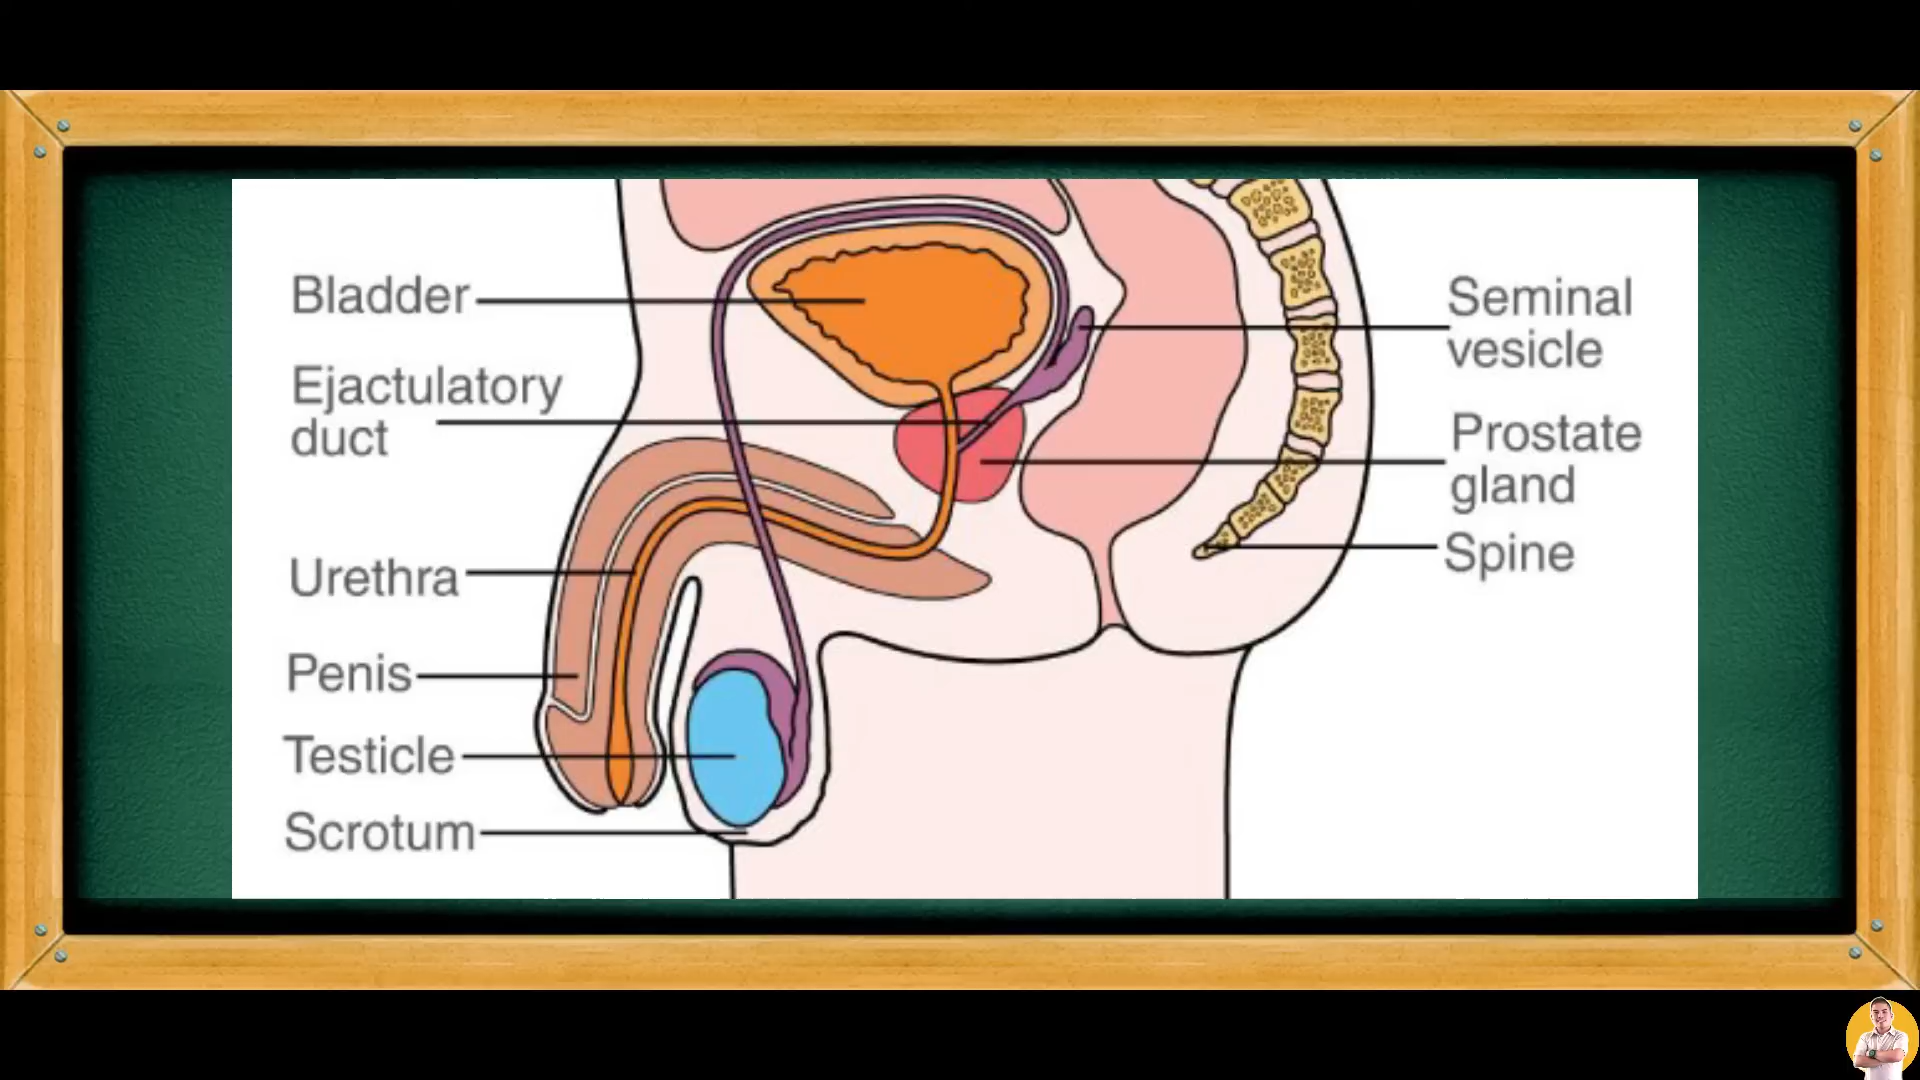 Bladder
Ejactulatory
duct
Urethra
Penis
Testicle
Scrotum
Seminal
vesicle
Prostate
gland
Spine